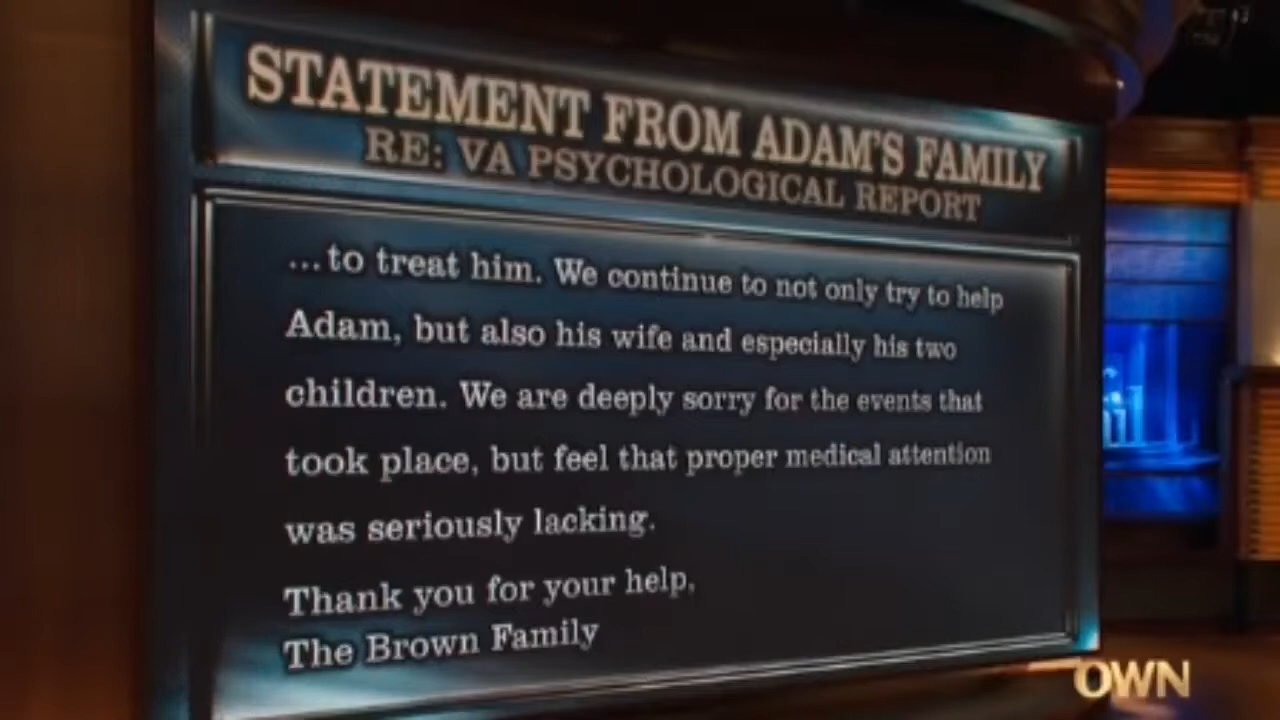 STATEMENT FROM ADAM'S FAMILY
RE: VA PSYCHOLOGICAL REPORT
...to treat him. We continue to not only try to help
Adam, but also his wife and especially his two
children. We are deeply sorry for the events that
took place, but feel that proper medical attention
was seriously lacking.
Thank you for your help,
The Brown Family
OWN